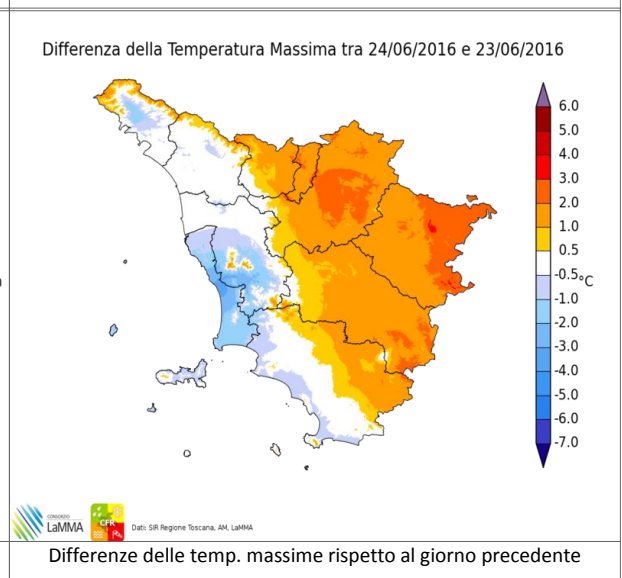 Differenza della Temperatura Massima tra 24/06/2016 e 23/06/2016
6.0
5.0
4.0
3.0
2.0
1.0
0.5
-0.5
°C
-1.0
-2.0
-3.0
-4.0
-5.0
-6.0
-7.0
CONSORZIO
LaMMA
CFR
Dati: SIR Regione Toscana, AM, LaMMA
Differenze delle temp. massime rispetto al giorno precedente